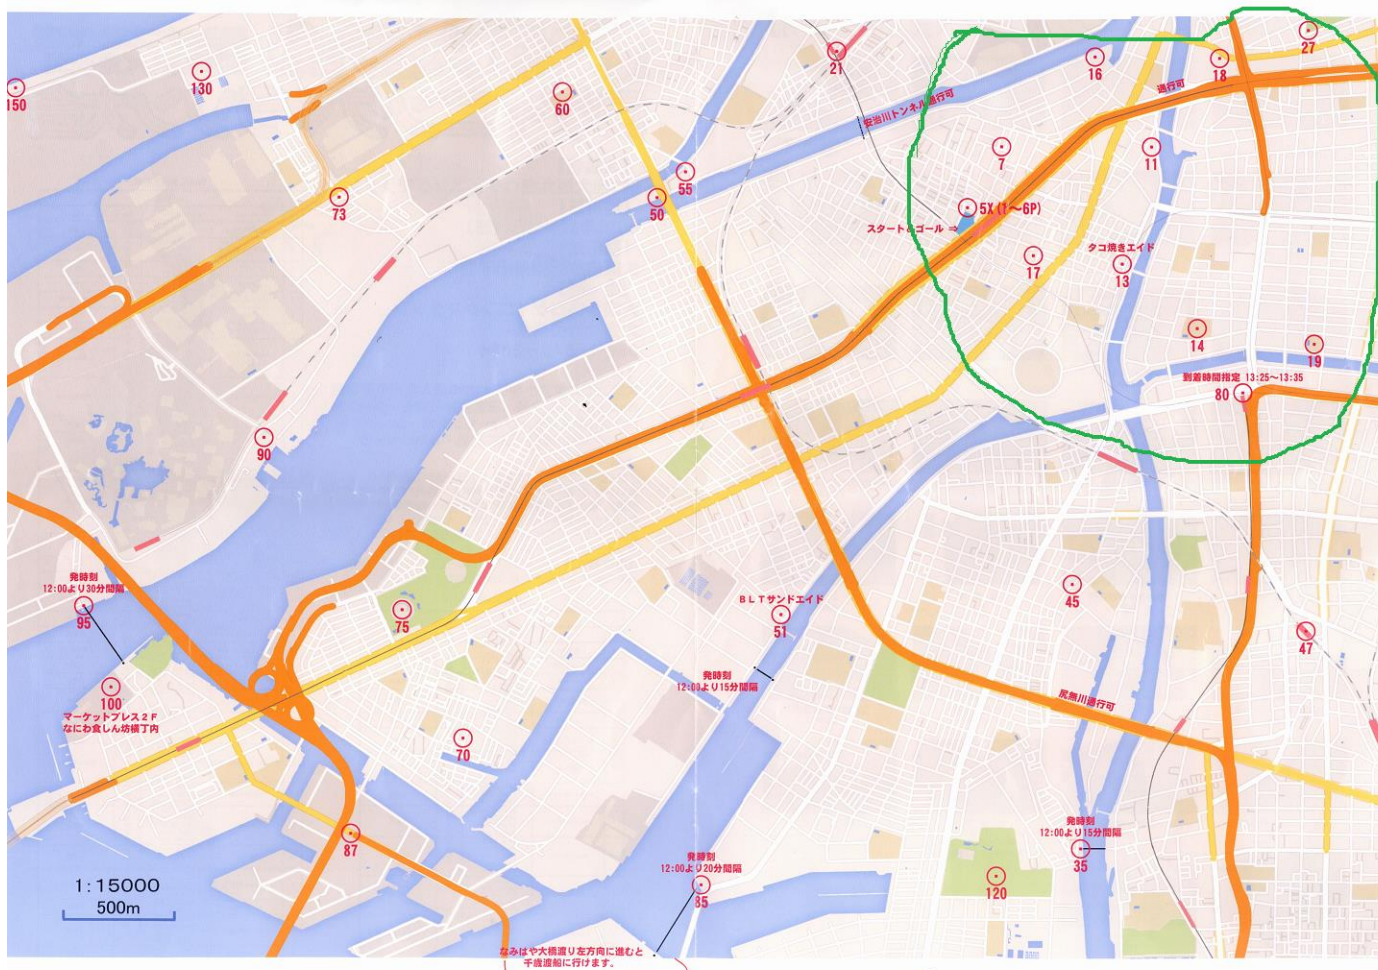 27
21
16
18
150
130
60
安治川トンネル通行可
通行可
7
11
55
73
50
5X(1〜6P)
スタート&ゴール ⇒
タコ焼きエイド
17
13
14
19
到着時間指定 13:25〜13:35
80
90
発時刻
12:00より30分間隔
95
75
BLTサンドエイド
51
45
47
発時刻
12:00より15分間隔
100
マーケットプレス2F
なにわ食しん坊横丁内
尻無川通行可
70
87
発時刻
12:00より15分間隔
35
発時刻
12:00より20分間隔
85
120
1:15000
500m
なみはや大橋渡り左方向に進むと
千歳渡船に行けます。